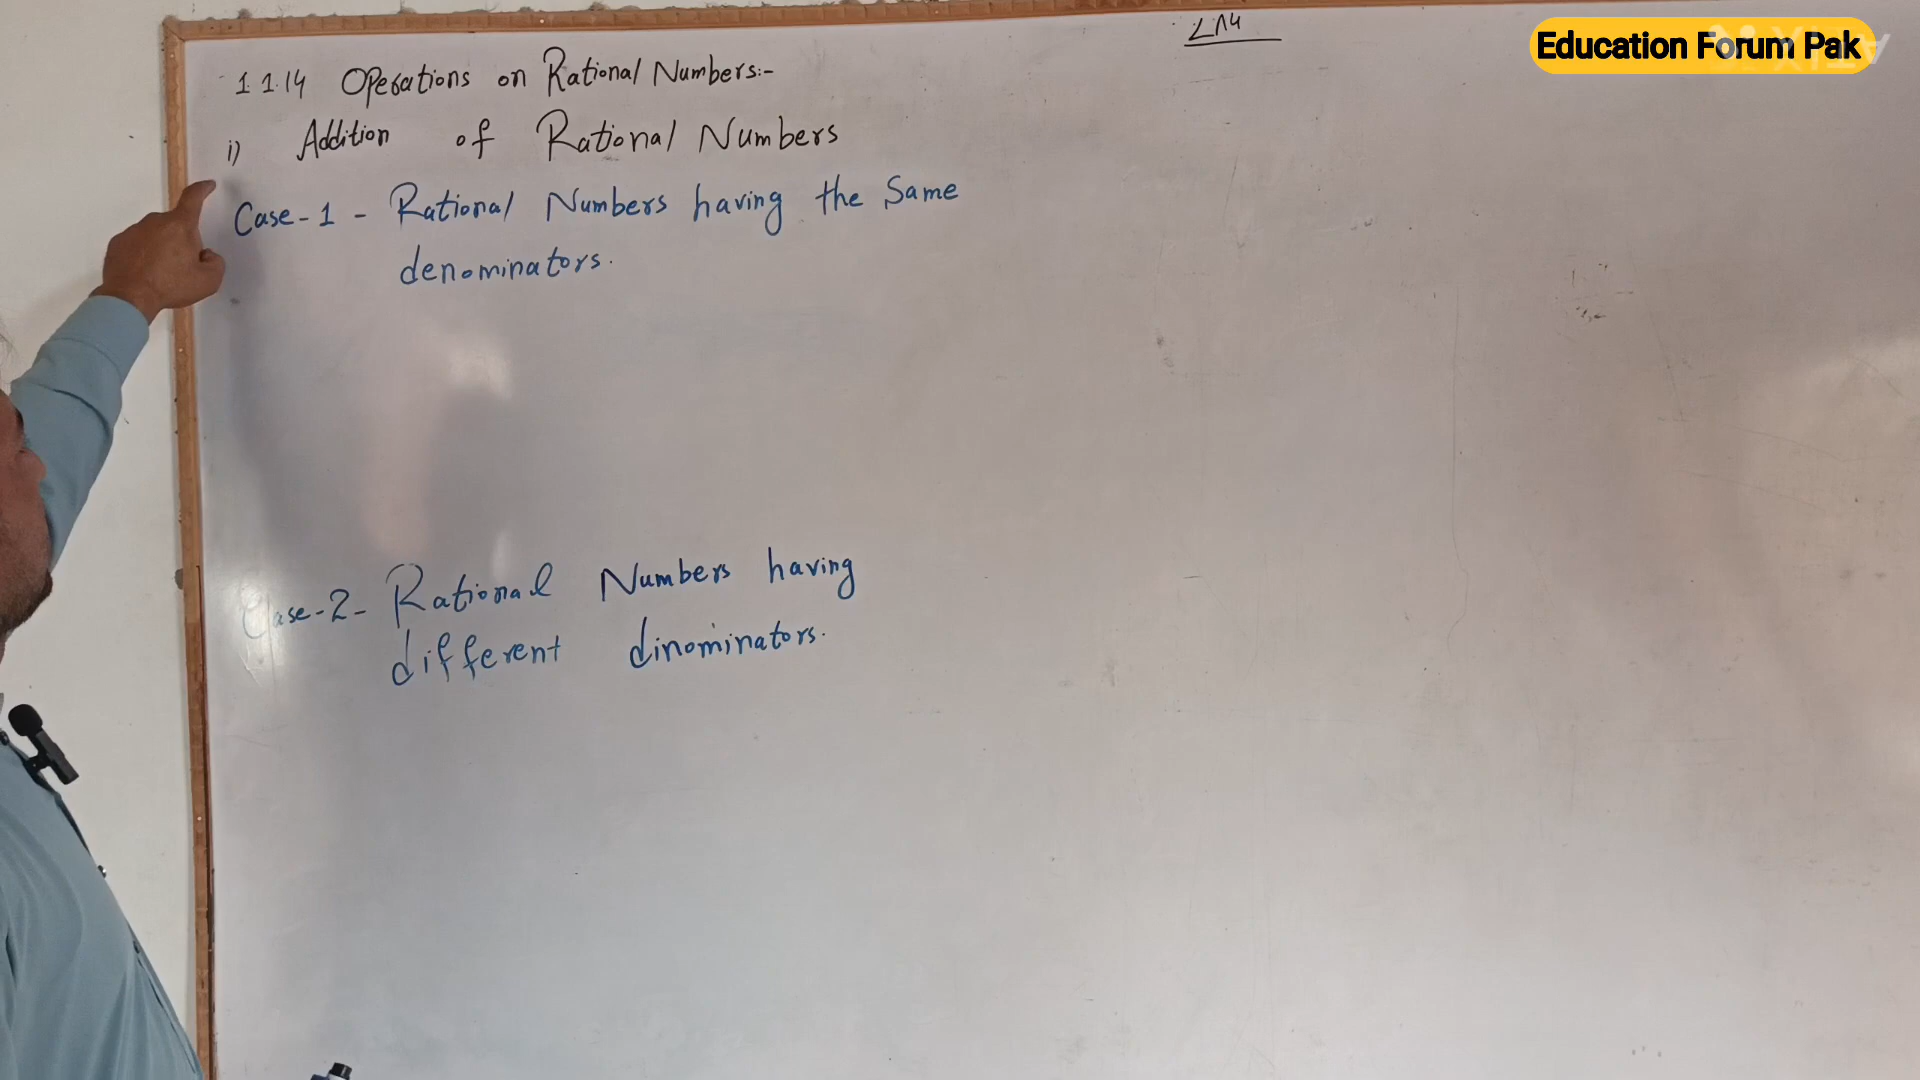 L14
Education Forum Pak
1.1.14 Operations on Rational Numbers:-
i) Addition of Rational Numbers
Case-1 - Rational Numbers having the Same
denominators.
Case-2- Rational Numbers having
different dinominators.